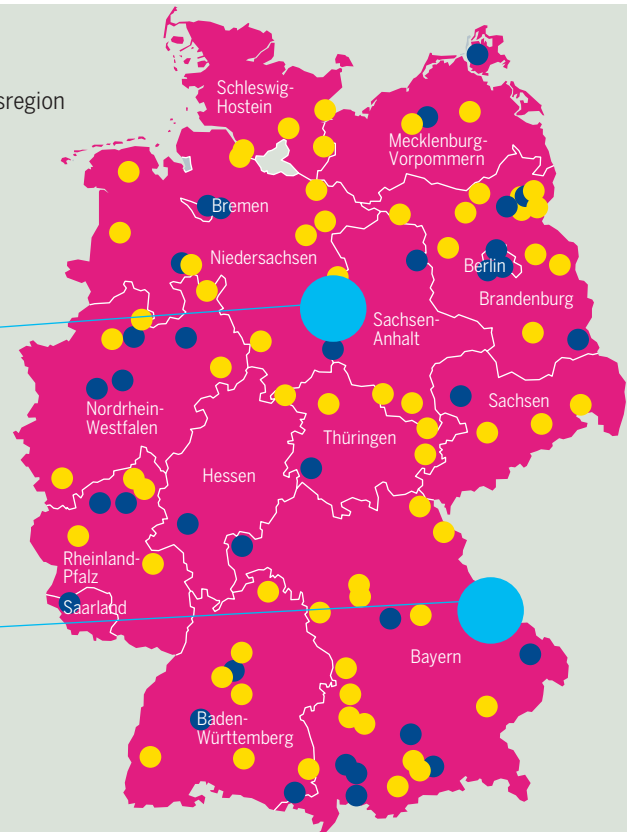 sregion
Schleswig-
Hostein
Mecklenburg-
Vorpommern
Bremen
Niedersachsen
Berlin
Brandenburg
Sachsen-
Anhalt
Nordrhein-
Westfalen
Sachsen
Thüringen
Hessen
Rheinland-
Pfalz
Saarland
Bayern
Baden-
Württemberg